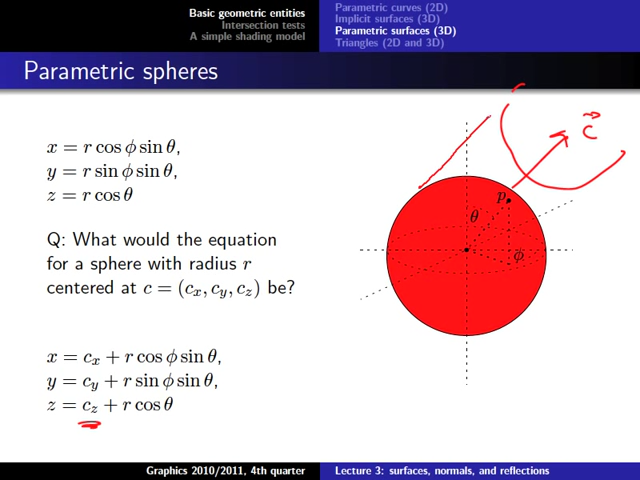 Basic geometric entities
Intersection tests
A simple shading model
Parametric curves (2D)
Implicit surfaces (3D)
Parametric surfaces (3D)
Triangles (2D and 3D)
Parametric spheres
x = r cos ϕ sin θ,
y = r sin ϕ sin θ,
z = r cos θ
Q: What would the equation
for a sphere with radius r
centered at c = (cₓ, c_y, c_z) be?
x = cₓ + r cos ϕ sin θ,
y = c_y + r sin ϕ sin θ,
z = c_z + r cos θ
c⃗
p
θ
ϕ
Graphics 2010/2011, 4th quarter
Lecture 3: surfaces, normals, and reflections